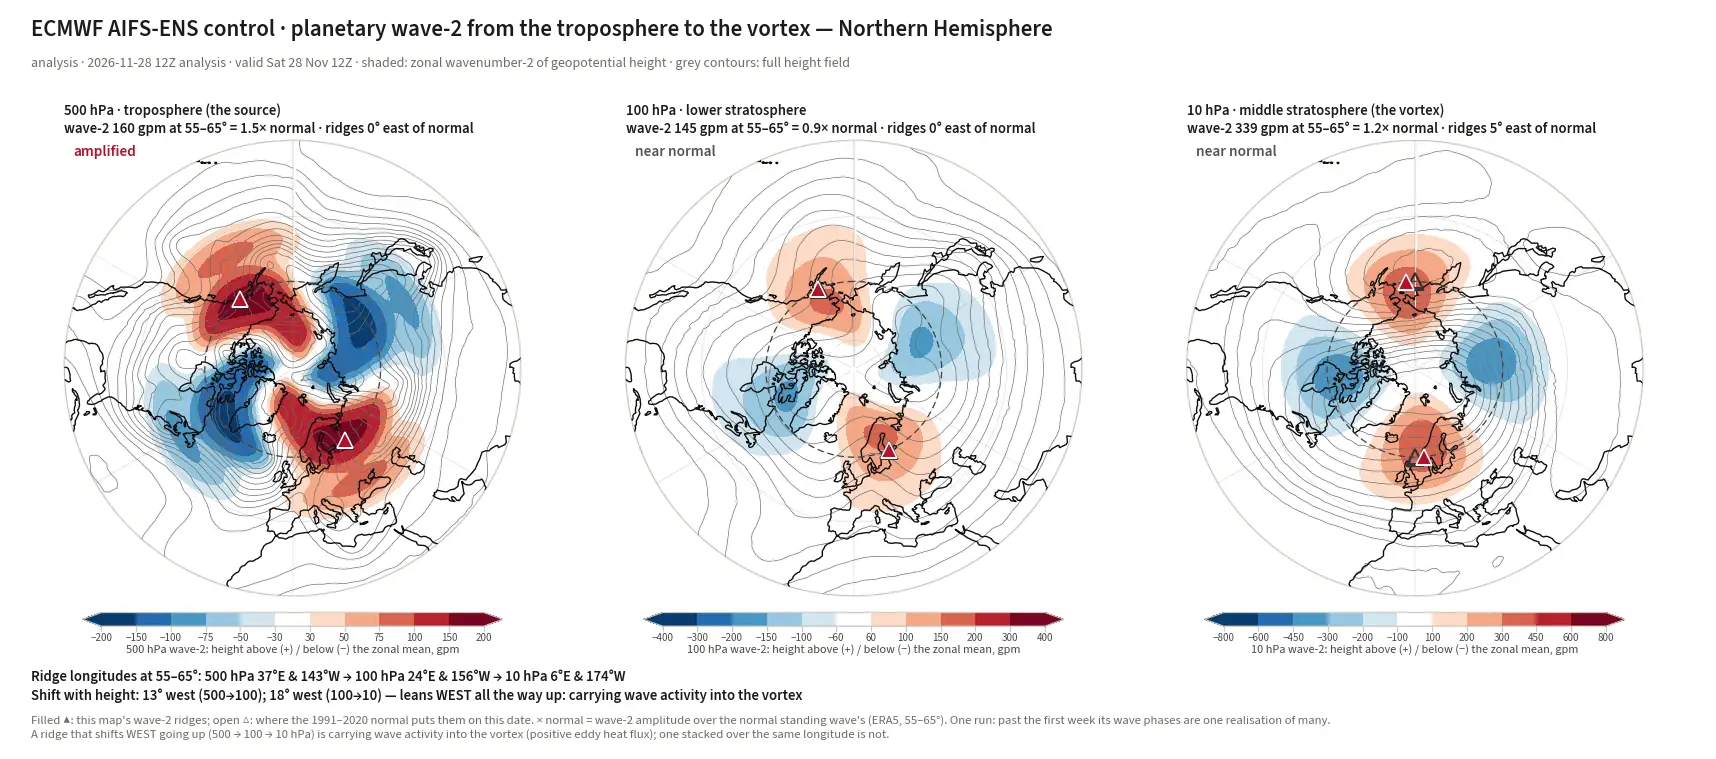 ECMWF AIFS-ENS control · planetary wave-2 from the troposphere to the vortex — Northern Hemisphere
analysis · 2026-11-28 12Z analysis · valid Sat 28 Nov 12Z · shaded: zonal wavenumber-2 of geopotential height · grey contours: full height field
500 hPa · troposphere (the source)
wave-2 160 gpm at 55–65° = 1.5× normal · ridges 0° east of normal
amplified
100 hPa · lower stratosphere
wave-2 145 gpm at 55–65° = 0.9× normal · ridges 0° east of normal
near normal
10 hPa · middle stratosphere (the vortex)
wave-2 339 gpm at 55–65° = 1.2× normal · ridges 5° east of normal
near normal
−200 −150 −100 −75 −50 −30 30 50 75 100 150 200
500 hPa wave-2: height above (+) / below (−) the zonal mean, gpm
−400 −300 −200 −150 −100 −60 60 100 150 200 300 400
100 hPa wave-2: height above (+) / below (−) the zonal mean, gpm
−800 −600 −450 −300 −200 −100 100 200 300 450 600 800
10 hPa wave-2: height above (+) / below (−) the zonal mean, gpm
Ridge longitudes at 55–65°: 500 hPa 37°E & 143°W → 100 hPa 24°E & 156°W → 10 hPa 6°E & 174°W
Shift with height: 13° west (500→100); 18° west (100→10) — leans WEST all the way up: carrying wave activity into the vortex
Filled ▲: this map's wave-2 ridges; open △: where the 1991–2020 normal puts them on this date. × normal = wave-2 amplitude over the normal standing wave's (ERA5, 55–65°). One run: past the first week its wave phases are one realisation of many.
A ridge that shifts WEST going up (500 → 100 → 10 hPa) is carrying wave activity into the vortex (positive eddy heat flux); one stacked over the same longitude is not.